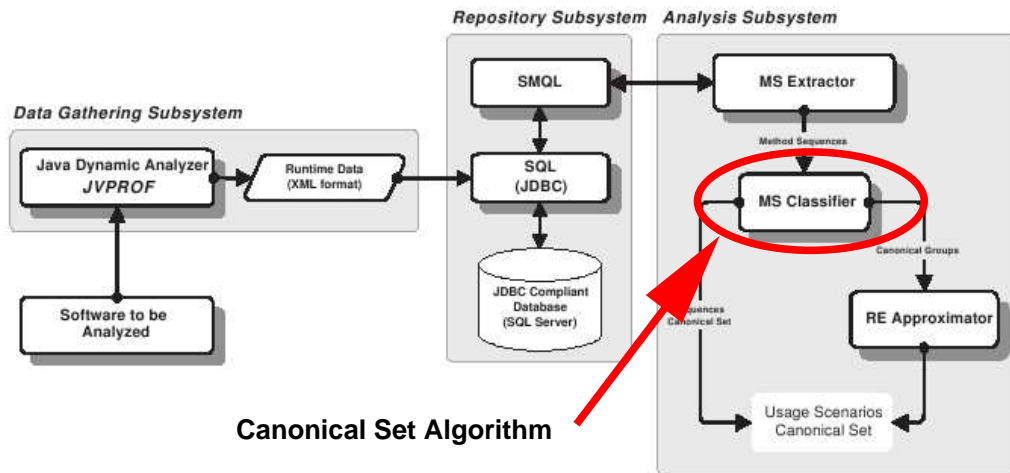 Repository Subsystem
Analysis Subsystem
SMQL
MS Extractor
Data Gathering Subsystem
Method Sequences
Java Dynamic Analyzer
JVPROF
Runtime Data
(XML format)
SQL
(JDBC)
MS Classifier
Canonical Groups
JDBC Compliant
Database
(SQL Server)
Software to be
Analyzed
Canonical Set
RE Approximator
Usage Scenarios
Canonical Set
Canonical Set Algorithm